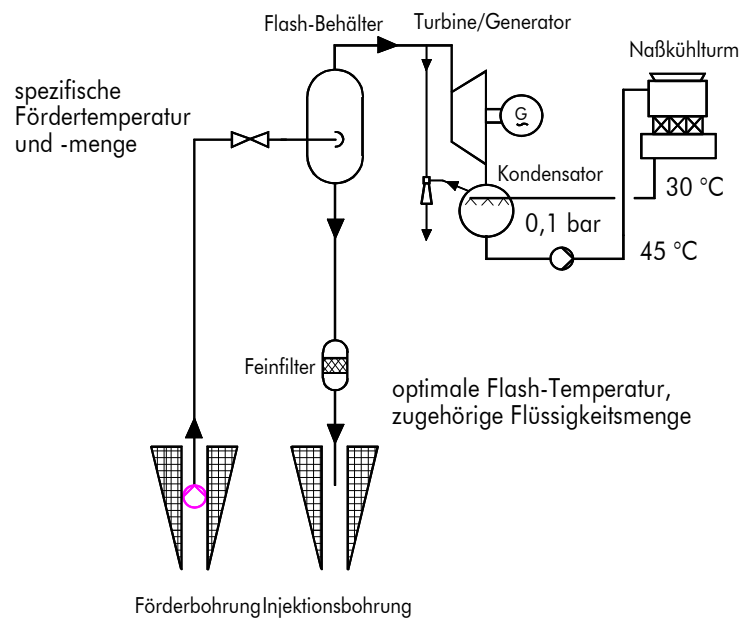 Flash-Behälter
Turbine/Generator
Naßkühlturm
spezifische
Fördertemperatur
und -menge
G
Kondensator
30 °C
0,1 bar
45 °C
Feinfilter
optimale Flash-Temperatur,
zugehörige Flüssigkeitsmenge
Förderbohrung
Injektionsbohrung